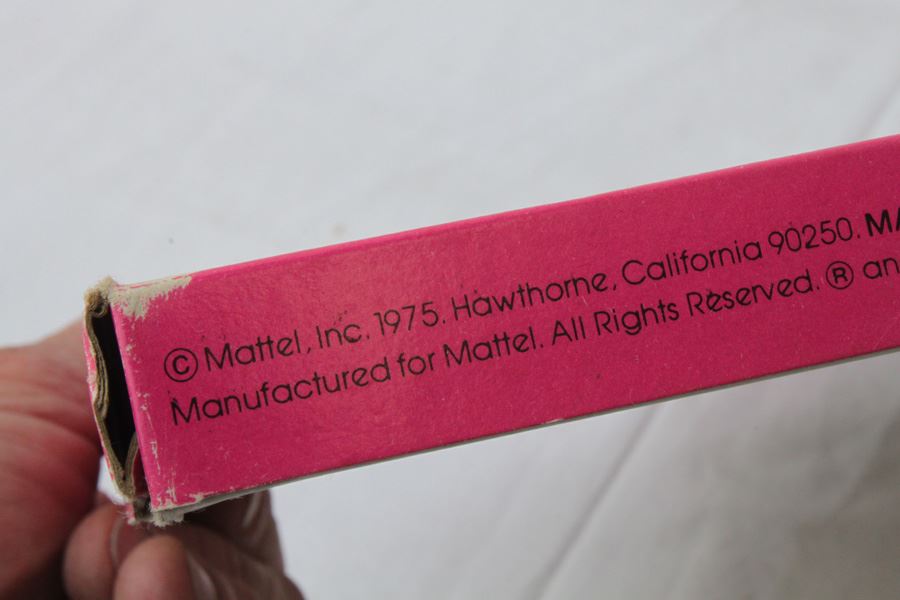 © Mattel, Inc. 1975. Hawthorne, California 90250.
Manufactured for Mattel. All Rights Reserved. ®